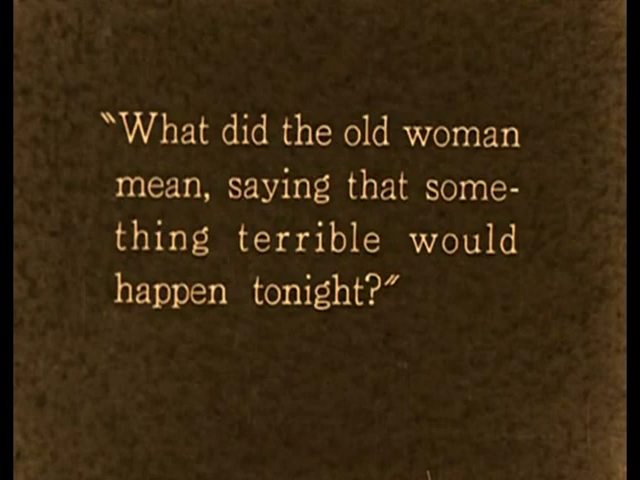 "What did the old woman
mean, saying that some-
thing terrible would
happen tonight?"